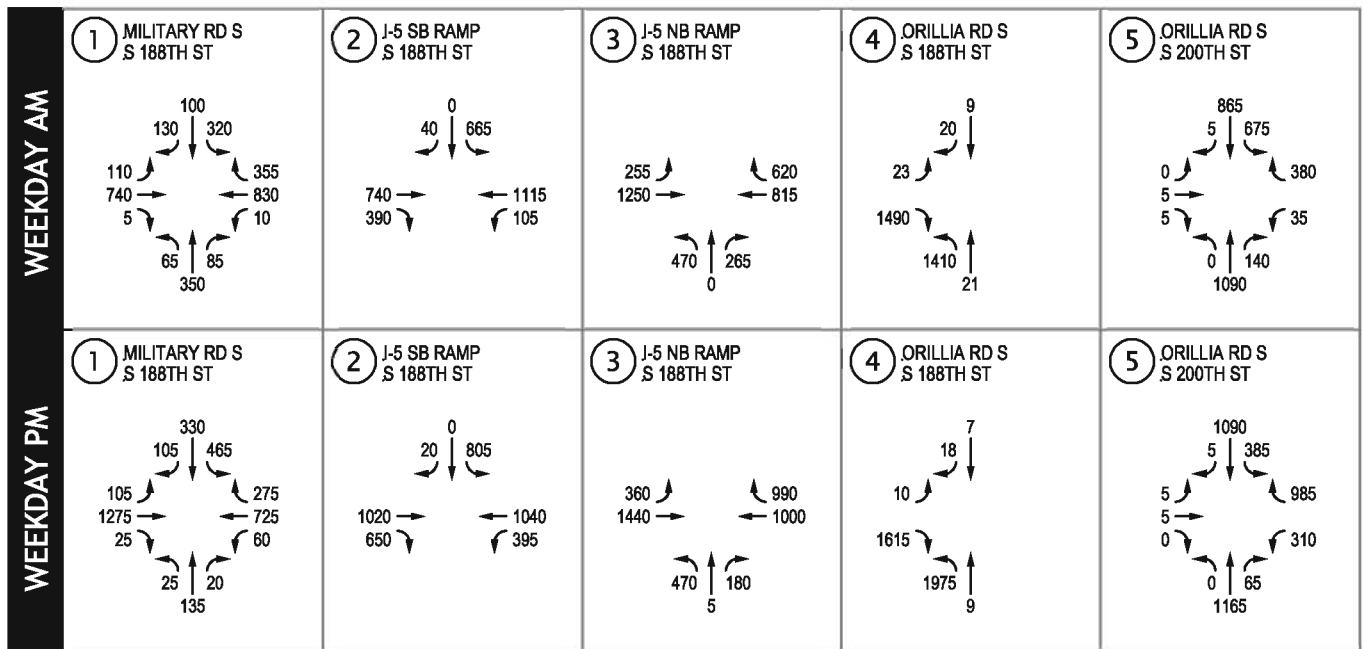 WEEKDAY AM
1 MILITARY RD S
S 188TH ST
100
130 320
110 355
740 830
5 10
65 85
350
2 I-5 SB RAMP
S 188TH ST
0
40 665
740 1115
390 105
3 I-5 NB RAMP
S 188TH ST
255 620
1250 815
470 265
0
4 ORILLIA RD S
S 188TH ST
9
20
23
1490
1410
21
5 ORILLIA RD S
S 200TH ST
865
5 675
0 380
5
5 35
0 140
1090
WEEKDAY PM
1 MILITARY RD S
S 188TH ST
330
105 465
105 275
1275 725
25 60
25 20
135
2 I-5 SB RAMP
S 188TH ST
0
20 805
1020 1040
650 395
3 I-5 NB RAMP
S 188TH ST
360 990
1440 1000
470 180
5
4 ORILLIA RD S
S 188TH ST
7
18
10
1615
1975
9
5 ORILLIA RD S
S 200TH ST
1090
5 385
5 985
5
0 310
0 65
1165